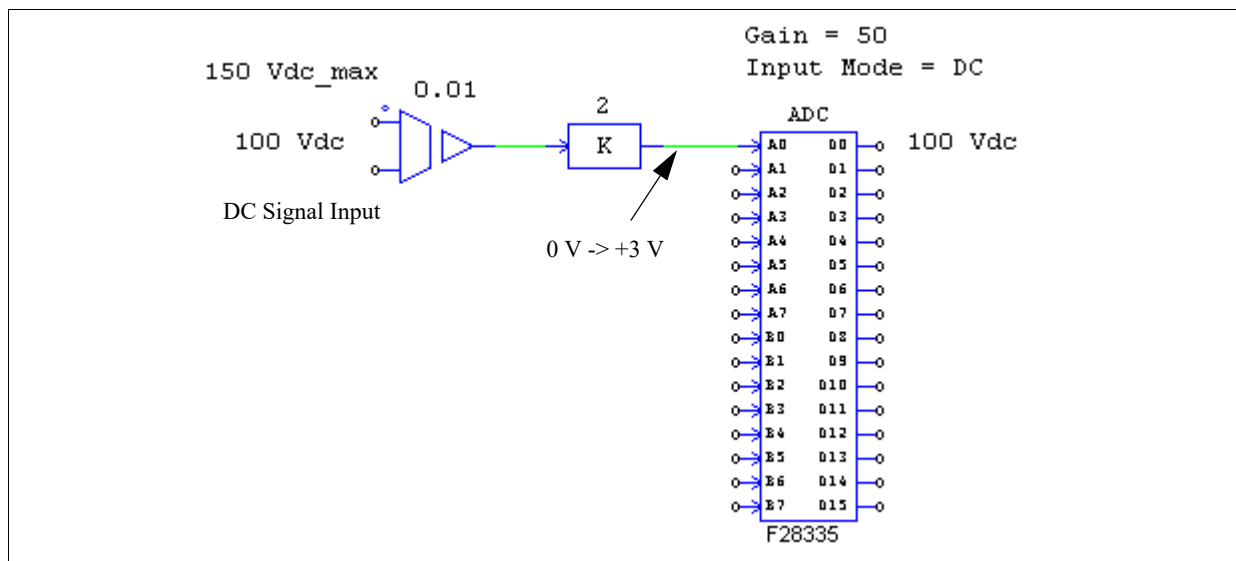 Gain = 50
Input Mode = DC
150 Vdc_max
0.01
2
ADC
100 Vdc
K
A0 D0
100 Vdc
A1 D1
A2 D2
DC Signal Input
A3 D3
0 V -> +3 V
A4 D4
A5 D5
A6 D6
A7 D7
B0 D8
B1 D9
B2 D10
B3 D11
B4 D12
B5 D13
B6 D14
B7 D15
F28335